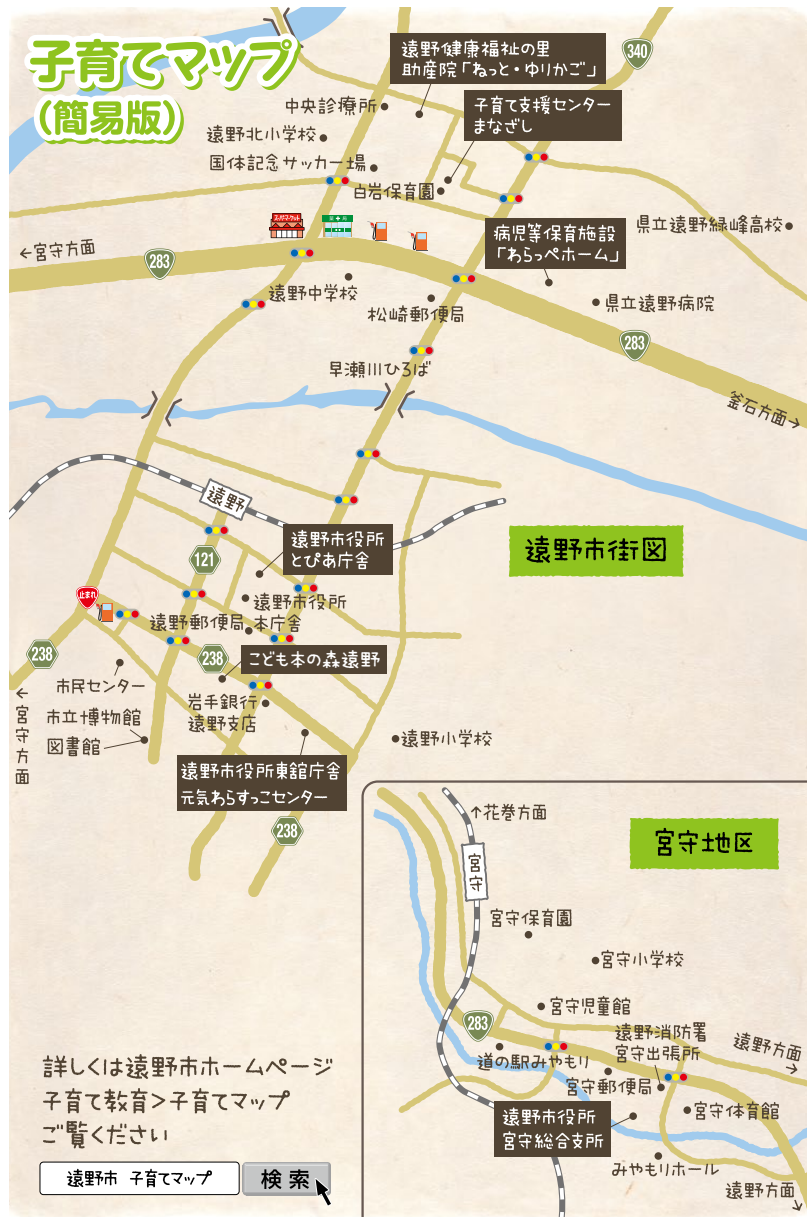 子育てマップ
(簡易版)
遠野健康福祉の里
助産院「ねっと・ゆりかご」
340
中央診療所
子育て支援センター
まなざし
遠野北小学校
国体記念サッカー場
白岩保育園
スーパーマーケット
薬局
病児等保育施設
「わらっぺホーム」
県立遠野緑峰高校
←宮守方面
283
遠野中学校
松崎郵便局
県立遠野病院
283
早瀬川ひろば
釜石方面→
遠野
遠野市役所
とぴあ庁舎
遠野市街図
121
止まれ
遠野市役所
本庁舎
遠野郵便局
238
238
こども本の森遠野
市民センター
岩手銀行
遠野支店
←宮守方面
市立博物館
図書館
遠野小学校
遠野市役所東舘庁舎
元気わらすっこセンター
238
↑花巻方面
宮守地区
宮守
宮守保育園
宮守小学校
宮守児童館
283
遠野消防署
宮守出張所
遠野方面
→
道の駅みやもり
宮守郵便局
遠野市役所
宮守総合支所
宮守体育館
みやもりホール
遠野方面
→
詳しくは遠野市ホームページ
子育て教育>子育てマップ
ご覧ください
遠野市 子育てマップ
検索